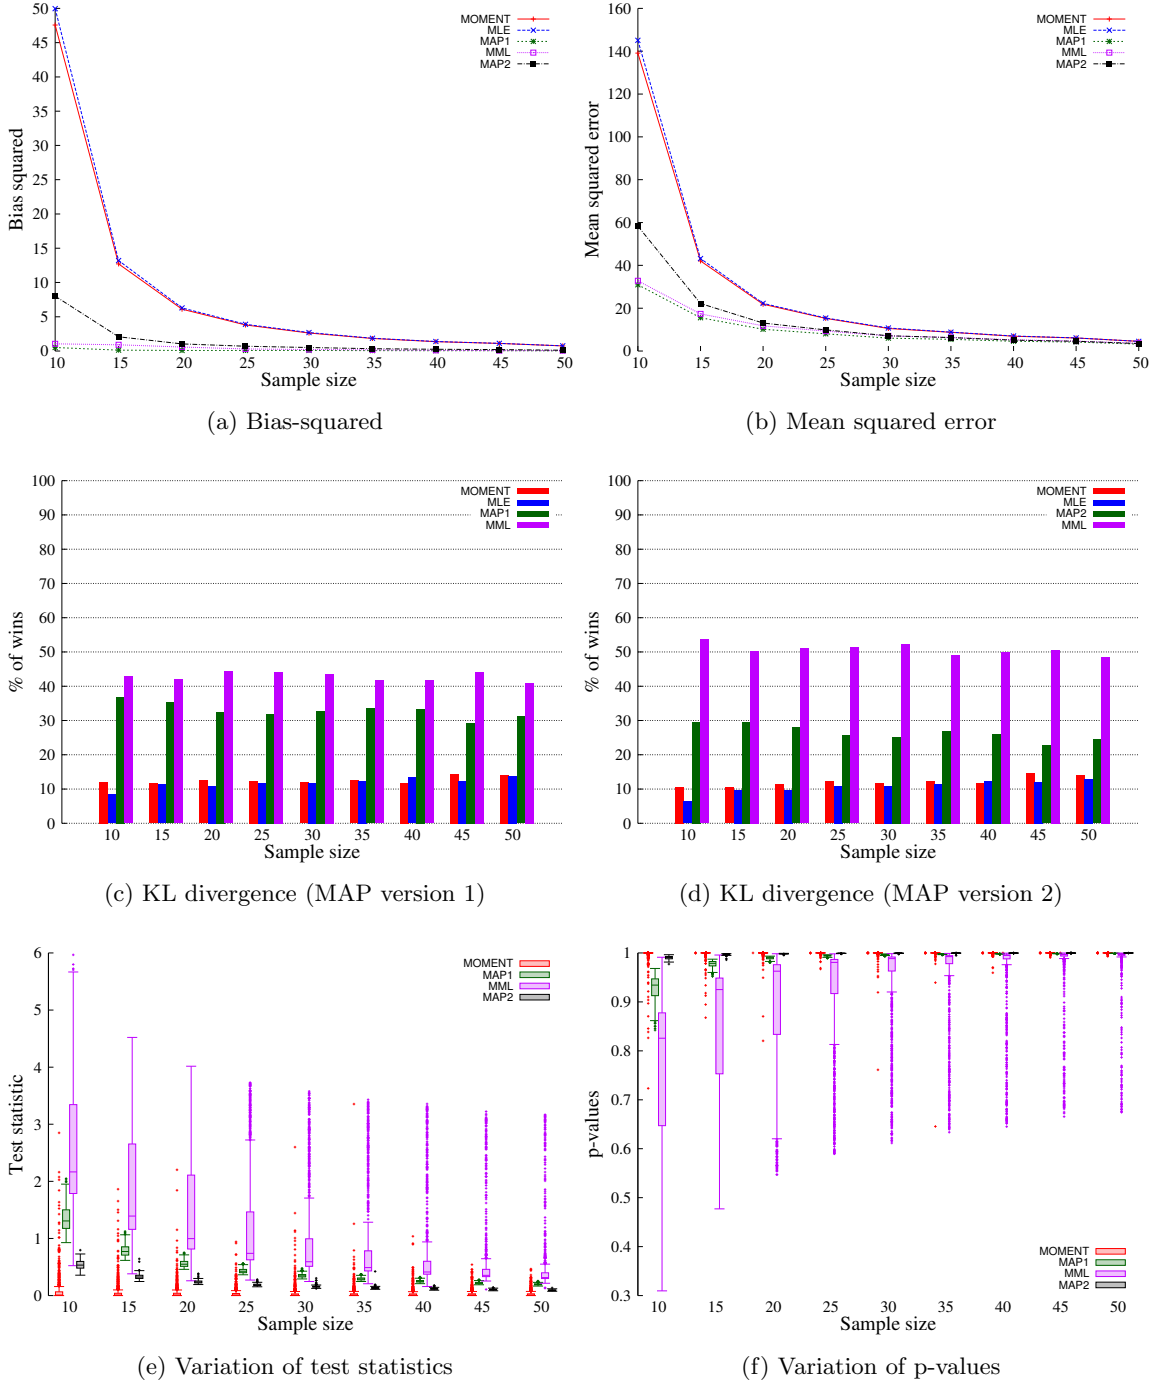 50
45
40
35
30
25
20
15
10
5
0
Bias squared
MOMENT
MLE
MAP1
MML
MAP2
10 15 20 25 30 35 40 45 50
Sample size
(a) Bias-squared
160
140
120
100
80
60
40
20
0
Mean squared error
MOMENT
MLE
MAP1
MML
MAP2
10 15 20 25 30 35 40 45 50
Sample size
(b) Mean squared error
100
90
80
70
60
50
40
30
20
10
0
% of wins
MOMENT
MLE
MAP1
MML
10 15 20 25 30 35 40 45 50
Sample size
(c) KL divergence (MAP version 1)
100
90
80
70
60
50
40
30
20
10
0
% of wins
MOMENT
MLE
MAP2
MML
10 15 20 25 30 35 40 45 50
Sample size
(d) KL divergence (MAP version 2)
6
5
4
3
2
1
0
Test statistic
MOMENT
MAP1
MML
MAP2
10 15 20 25 30 35 40 45 50
Sample size
(e) Variation of test statistics
1
0.9
0.8
0.7
0.6
0.5
0.4
0.3
p-values
MOMENT
MAP1
MML
MAP2
10 15 20 25 30 35 40 45 50
Sample size
(f) Variation of p-values